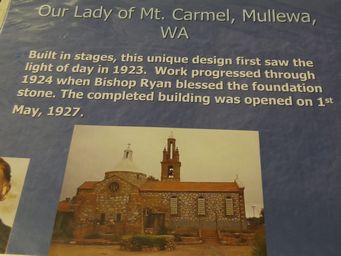 Our Lady of Mt. Carmel, Mullewa,
WA
Built in stages, this unique design first saw the
light of day in 1923. Work progressed through
1924 when Bishop Ryan blessed the foundation
stone. The completed building was opened on 1st
May, 1927.